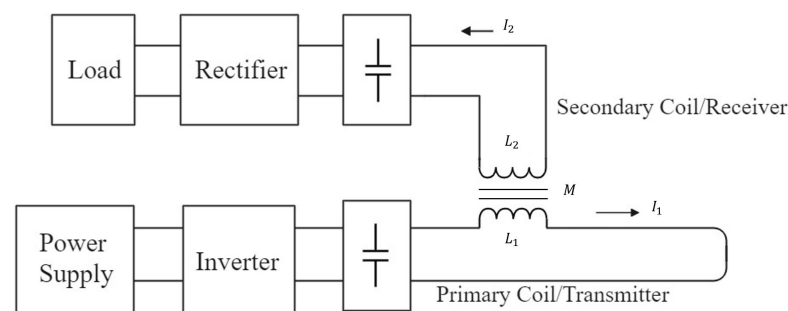 I₂
Load
Rectifier
Secondary Coil/Receiver
L₂
M
I₁
L₁
Power
Supply
Inverter
Primary Coil/Transmitter